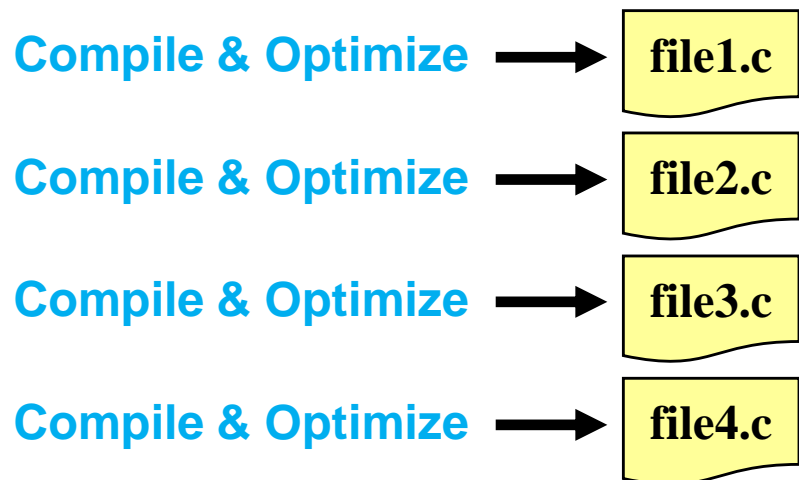 Compile & Optimize file1.c
Compile & Optimize file2.c
Compile & Optimize file3.c
Compile & Optimize file4.c